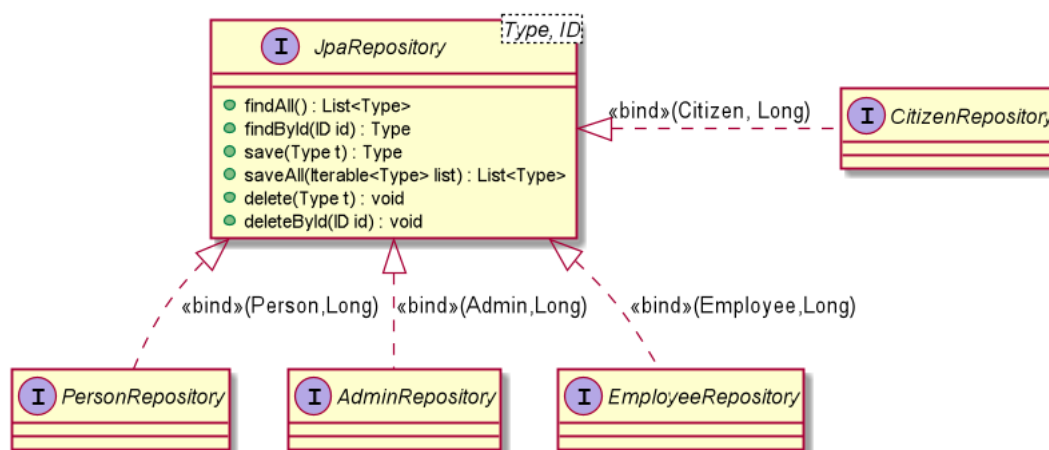 Type, ID
I JpaRepository
findAll() : List<Type>
findById(ID id) : Type
save(Type t) : Type
saveAll(Iterable<Type> list) : List<Type>
delete(Type t) : void
deleteById(ID id) : void
«bind»(Citizen, Long)
I CitizenRepository
«bind»(Person,Long)
«bind»(Admin,Long)
«bind»(Employee,Long)
I PersonRepository
I AdminRepository
I EmployeeRepository